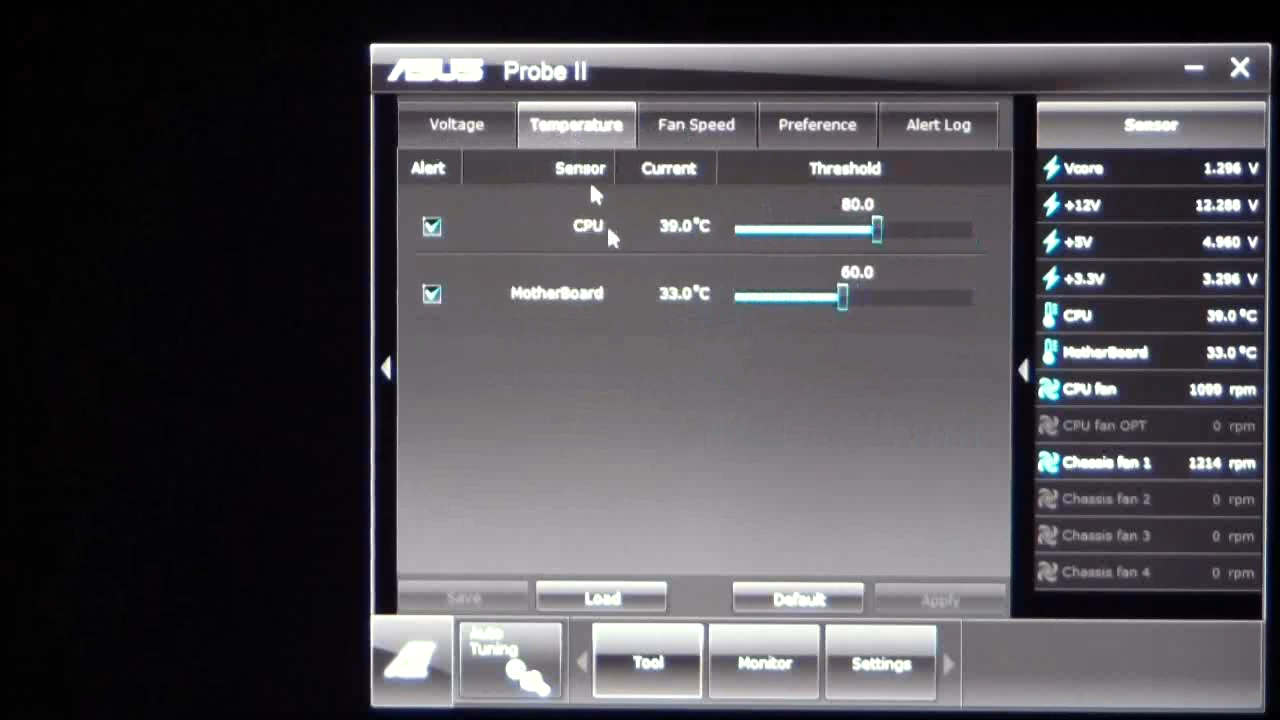 ASUS Probe II
Voltage Temperature Fan Speed Preference Alert Log
Alert Sensor Current Threshold
80.0
CPU 39.0°C
60.0
MotherBoard 33.0°C
Save Load Default Apply
Sensor
Vcore 1.296 V
+12V 12.288 V
+5V 4.960 V
+3.3V 3.296 V
CPU 39.0 °C
MotherBoard 33.0 °C
CPU fan 1099 rpm
CPU fan OPT 0 rpm
Chassis fan 1 1214 rpm
Chassis fan 2 0 rpm
Chassis fan 3 0 rpm
Chassis fan 4 0 rpm
Auto
Tuning
Tool Monitor Settings